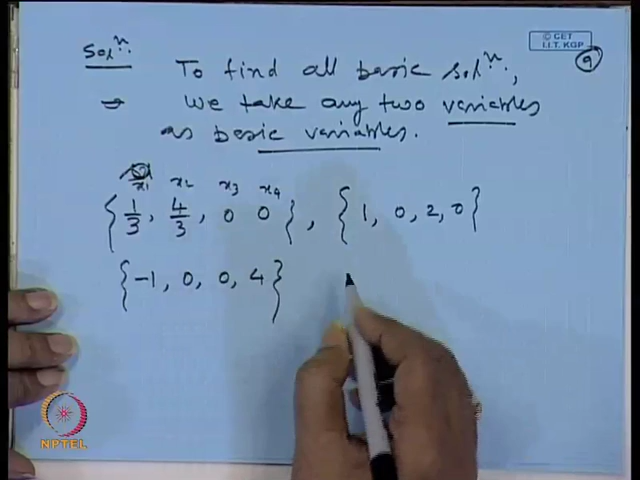 © CET
I.I.T. KGP
9
Solⁿ. To find all basic solⁿ.,
⇒ we take any two variables
as basic variables.
x₁ x₂ x₃ x₄
{1/3, 4/3, 0 0}, {1, 0, 2, 0}
{-1, 0, 0, 4}
NPTEL